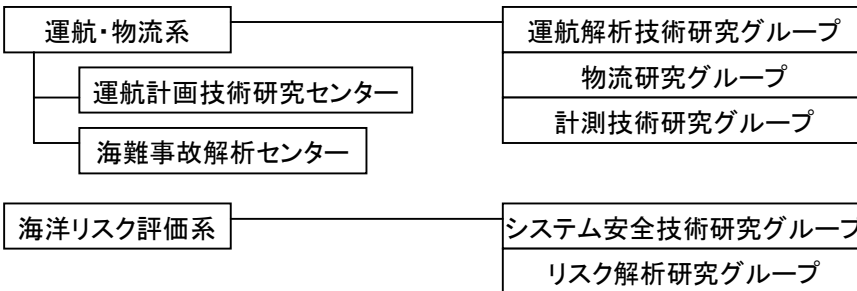 運航・物流系
運航解析技術研究グループ
物流研究グループ
運航計画技術研究センター
計測技術研究グループ
海難事故解析センター
海洋リスク評価系
システム安全技術研究グループ
リスク解析研究グループ